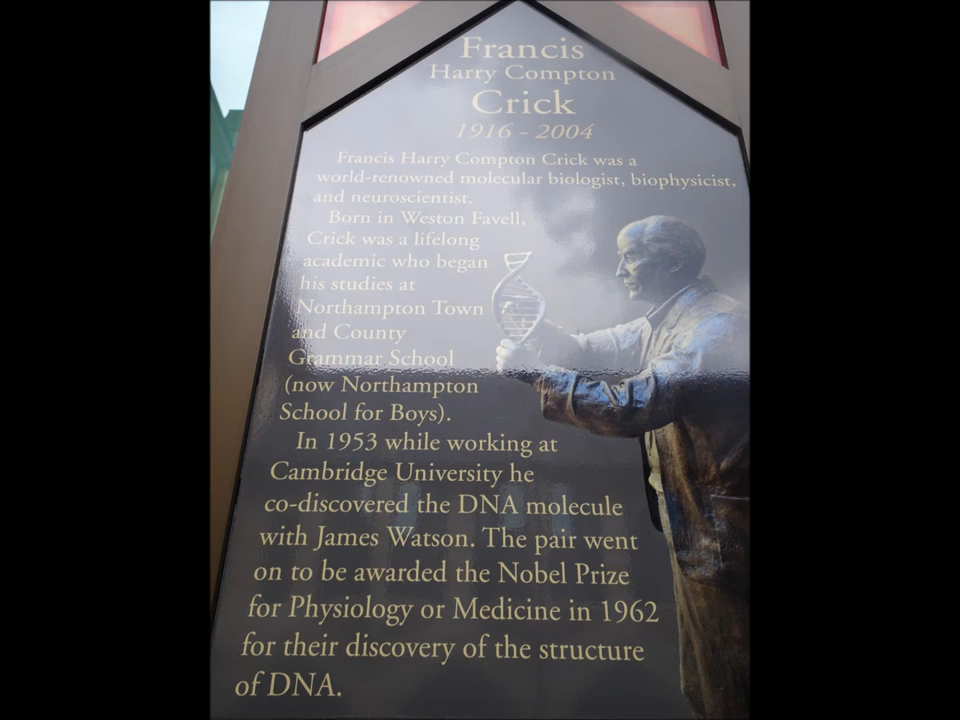 Francis
Harry Compton
Crick
1916 - 2004
Francis Harry Compton Crick was a
world-renowned molecular biologist, biophysicist,
and neuroscientist.
Born in Weston Favell,
Crick was a lifelong
academic who began
his studies at
Northampton Town
and County
Grammar School
(now Northampton
School for Boys).
In 1953 while working at
Cambridge University he
co-discovered the DNA molecule
with James Watson. The pair went
on to be awarded the Nobel Prize
for Physiology or Medicine in 1962
for their discovery of the structure
of DNA.